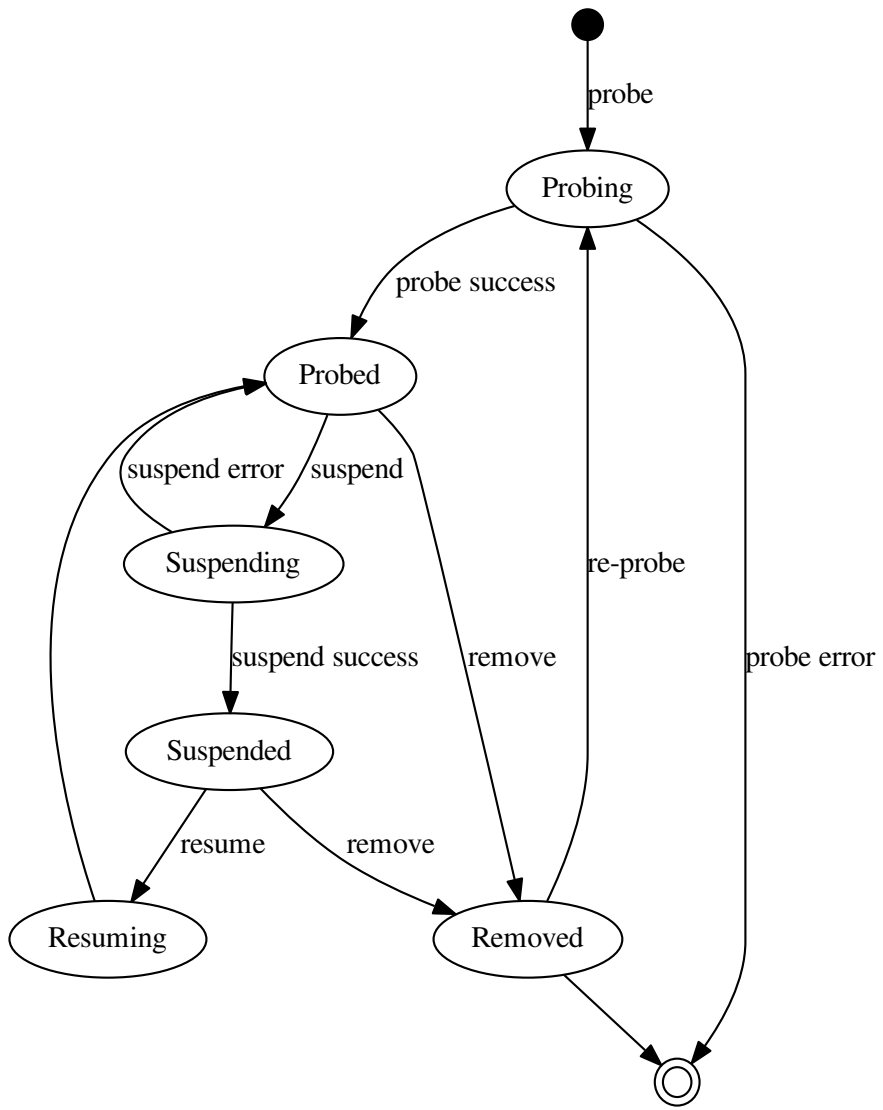 probe
Probing
probe success
Probed
suspend error
suspend
Suspending
re-probe
suspend success
remove
probe error
Suspended
resume
remove
Resuming
Removed